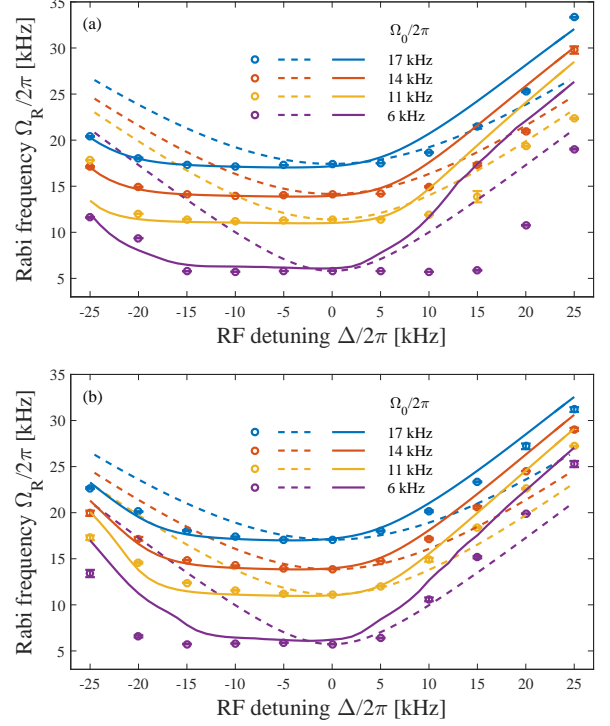 (a)
Ω₀/2π
17 kHz
14 kHz
11 kHz
6 kHz
35
30
25
20
15
10
5
Rabi frequency Ω_R/2π [kHz]
-25 -20 -15 -10 -5 0 5 10 15 20 25
RF detuning Δ/2π [kHz]
(b)
Ω₀/2π
17 kHz
14 kHz
11 kHz
6 kHz
35
30
25
20
15
10
5
Rabi frequency Ω_R/2π [kHz]
-25 -20 -15 -10 -5 0 5 10 15 20 25
RF detuning Δ/2π [kHz]